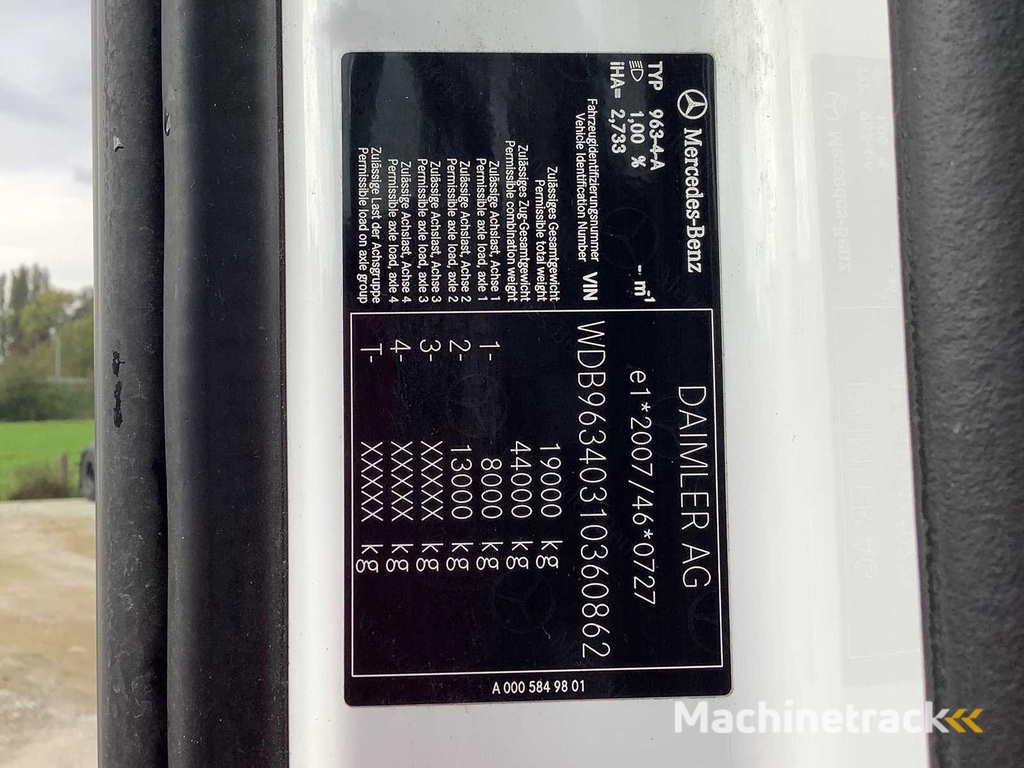 Mercedes-Benz
TYP 963-4-A
1,00 % -- m-1
iHA= 2,733
DAIMLER AG
e1*2007/46*0727
Fahrzeugidentifizierungsnummer
Vehicle Identification Number VIN WDB9634031036O862
Zulässiges Gesamtgewicht 19000 kg
Permissible total weight
Zulässiges Zug-Gesamtgewicht 44000 kg
Permissible combination weight
Zulässige Achslast, Achse 1 1- 8000 kg
Permissible axle load, axle 1
Zulässige Achslast, Achse 2 2- 13000 kg
Permissible axle load, axle 2
Zulässige Achslast, Achse 3 3- XXXXX kg
Permissible axle load, axle 3
Zulässige Achslast, Achse 4 4- XXXXX kg
Permissible axle load, axle 4
Zulässige Last der Achsgruppe T- XXXXX kg
Permissible load on axle group
A 000 584 98 01
Machinetrack